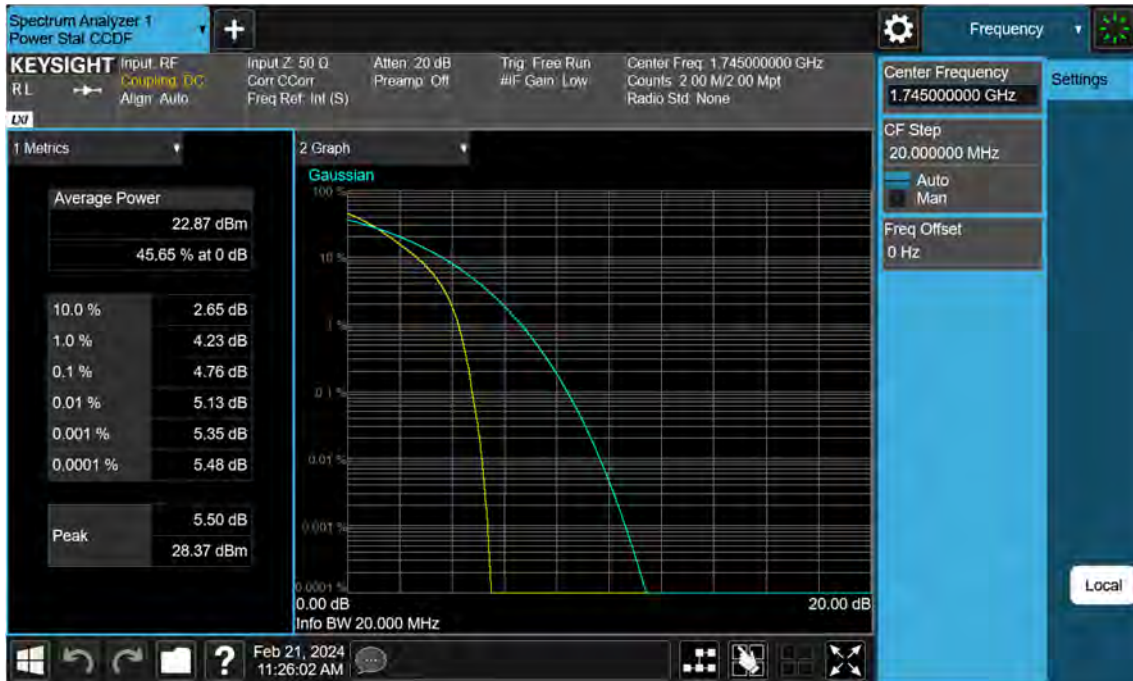 Spectrum Analyzer 1
Power Stat CCDF
Frequency
KEYSIGHT
RL
LXI
Input: RF
Coupling: DC
Align: Auto
Input Z: 50 Ω
Corr CCorr
Freq Ref: Int (S)
Atten: 20 dB
Preamp: Off
Trig: Free Run
#IF Gain: Low
Center Freq: 1.745000000 GHz
Counts: 2.00 M/2.00 Mpt
Radio Std: None
Center Frequency
1.745000000 GHz
Settings
CF Step
20.000000 MHz
Auto
Man
Freq Offset
0 Hz
1 Metrics
Average Power
22.87 dBm
45.65 % at 0 dB
10.0 % 2.65 dB
1.0 % 4.23 dB
0.1 % 4.76 dB
0.01 % 5.13 dB
0.001 % 5.35 dB
0.0001 % 5.48 dB
Peak
5.50 dB
28.37 dBm
2 Graph
Gaussian
100 %
10 %
1 %
0.1 %
0.01 %
0.001 %
0.0001 %
0.00 dB 20.00 dB
Info BW 20.000 MHz
Local
?
Feb 21, 2024
11:26:02 AM